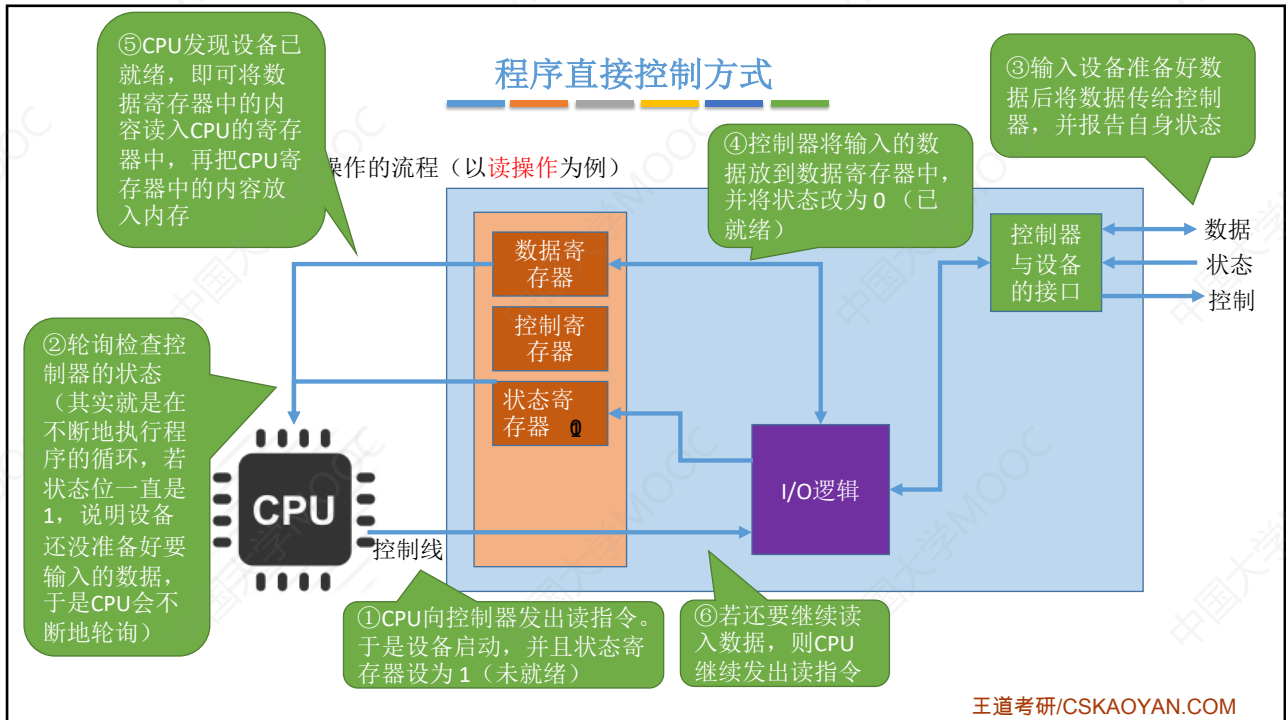 程序直接控制方式
⑤CPU发现设备已
就绪，即可将数
据寄存器中的内
容读入CPU的寄存
器中，再把CPU寄
存器中的内容放
入内存
操作的流程（以读操作为例）
③输入设备准备好数
据后将数据传给控制
器，并报告自身状态
④控制器将输入的数
据放到数据寄存器中，
并将状态改为 0 （已
就绪）
数据寄
存器
控制寄
存器
状态寄
存器
控制器
与设备
的接口
数据
状态
控制
②轮询检查控
制器的状态
（其实就是在
不断地执行程
序的循环，若
状态位一直是
1，说明设备
还没准备好要
输入的数据，
于是CPU会不
断地轮询）
CPU
I/O逻辑
控制线
①CPU向控制器发出读指令。
于是设备启动，并且状态寄
存器设为 1（未就绪）
⑥若还要继续读
入数据，则CPU
继续发出读指令
王道考研/CSKAOYAN.COM
中国大学MOOC